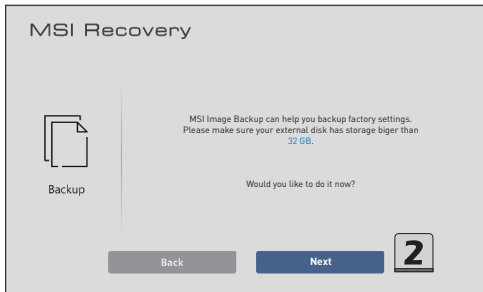 MSI Recovery
MSI Image Backup can help you backup factory settings.
Please make sure your external disk has storage biger than
32 GB.
Backup
Would you like to do it now?
Back
Next
2